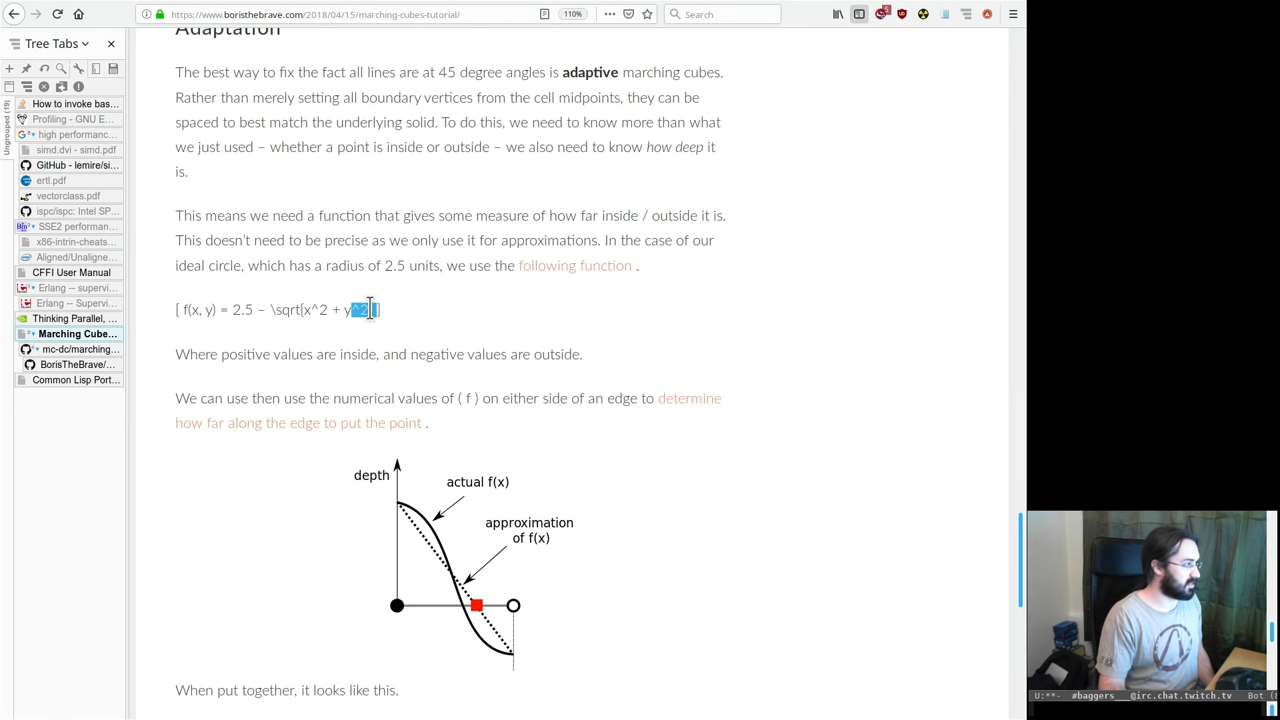 https://www.boristhebrave.com/2018/04/15/marching-cubes-tutorial/
110%
Search
Tree Tabs
Ungrouped (19)
How to invoke bas...
Profiling - GNU E...
high performanc...
simd.dvi - simd.pdf
GitHub - lemire/si...
ertl.pdf
vectorclass.pdf
ispc/ispc: Intel SP...
SSE2 performan...
x86-intrin-cheats...
Aligned/Unaligne...
CFFI User Manual
Erlang -- Supervi...
Erlang -- Supervi...
Thinking Parallel, ...
Marching Cube...
mc-dc/marching...
BorisTheBrave/...
Common Lisp Port...
Adaptation
The best way to fix the fact all lines are at 45 degree angles is adaptive marching cubes.
Rather than merely setting all boundary vertices from the cell midpoints, they can be
spaced to best match the underlying solid. To do this, we need to know more than what
we just used – whether a point is inside or outside – we also need to know how deep it
is.
This means we need a function that gives some measure of how far inside / outside it is.
This doesn't need to be precise as we only use it for approximations. In the case of our
ideal circle, which has a radius of 2.5 units, we use the following function .
[ f(x, y) = 2.5 – \sqrt{x^2 + y^2} ]
Where positive values are inside, and negative values are outside.
We can use then use the numerical values of ( f ) on either side of an edge to determine
how far along the edge to put the point .
depth
actual f(x)
approximation
of f(x)
When put together, it looks like this.
U:**- #baggers___@irc.chat.twitch.tv Bot (